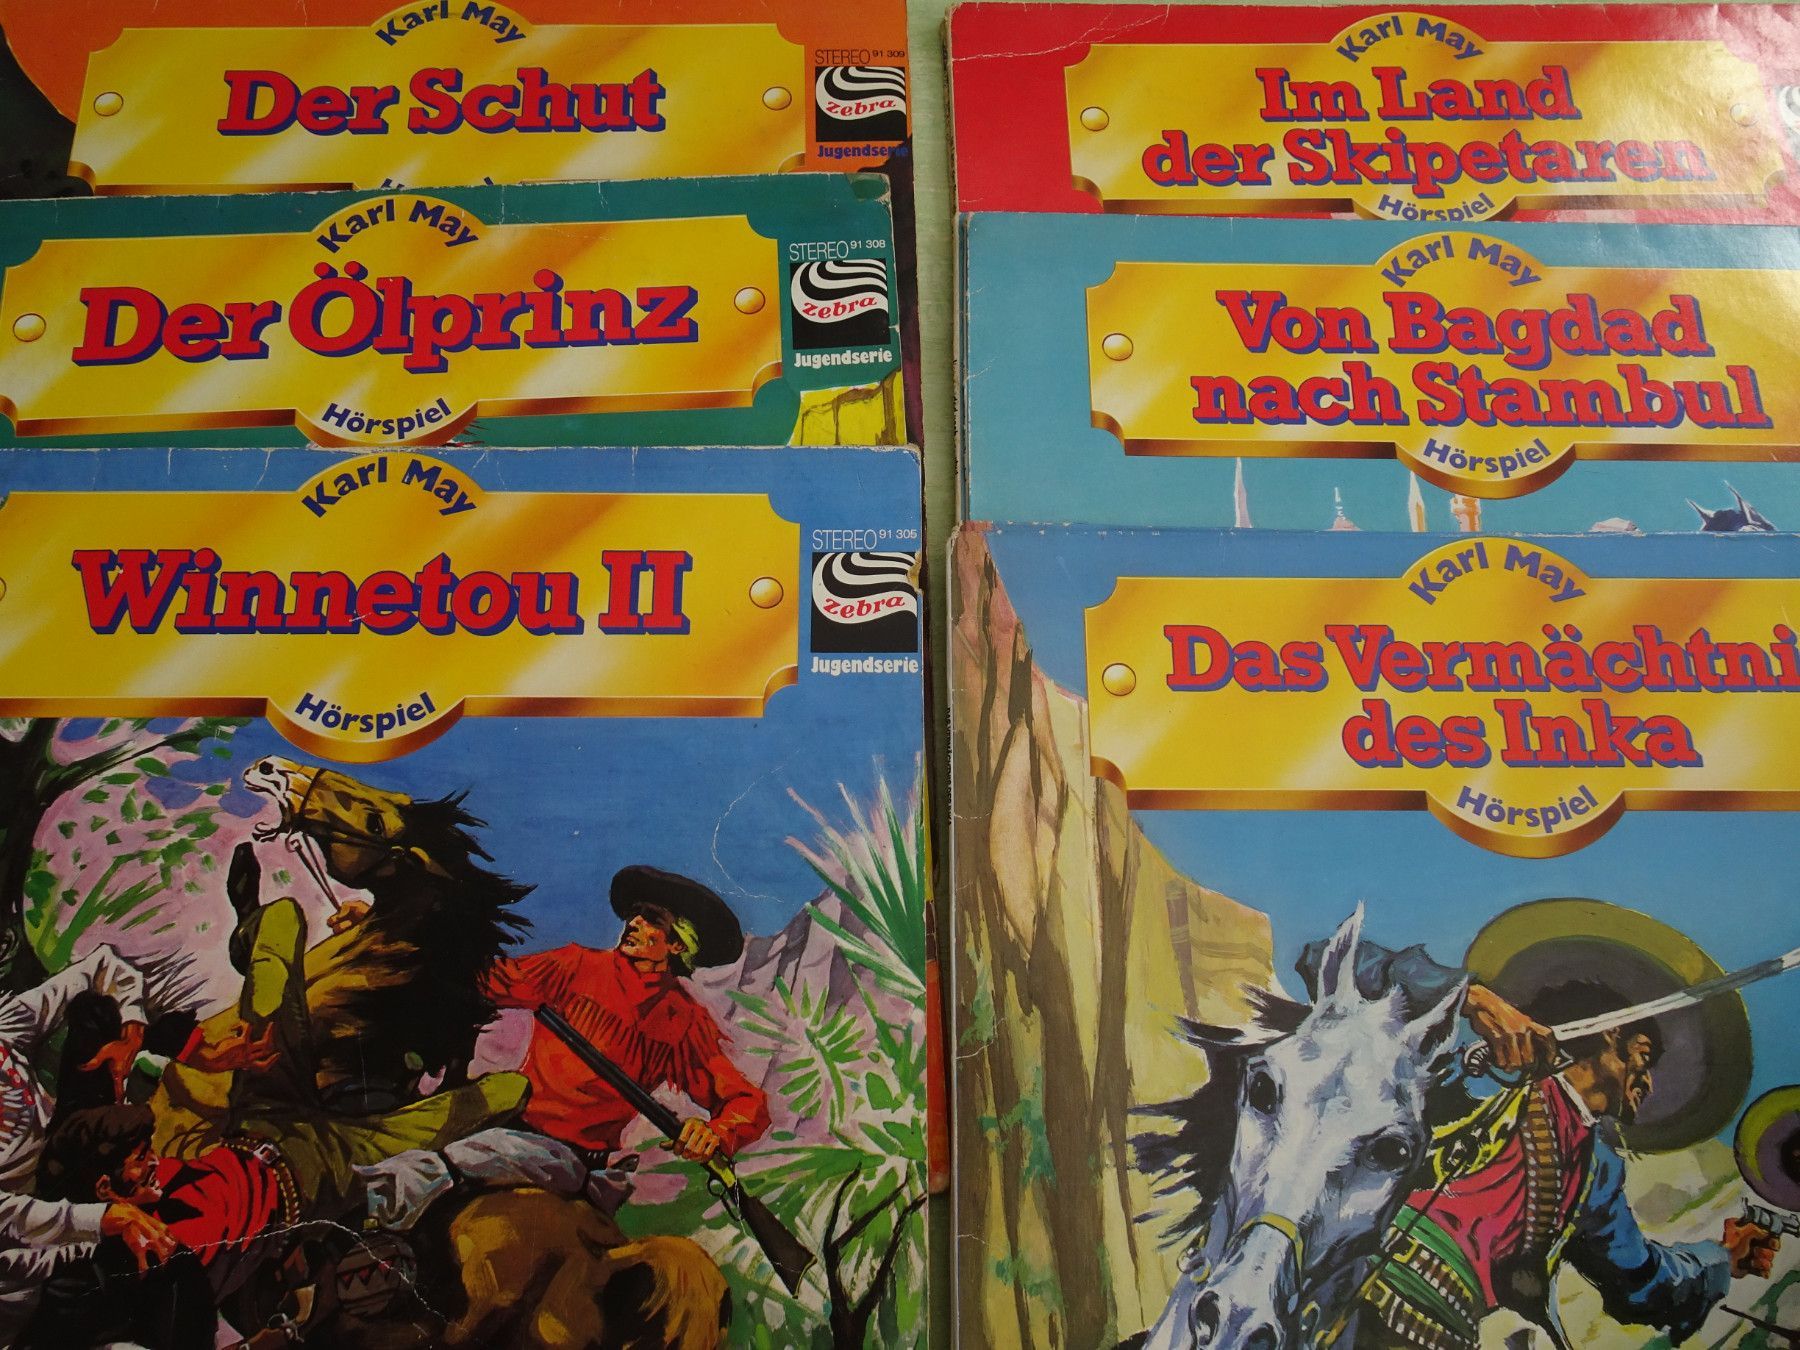 Karl May
Der Schut
STEREO 91 309
Zebra
Jugendserie
Karl May
Der Ölprinz
Hörspiel
STEREO 91 308
Zebra
Jugendserie
Karl May
Winnetou II
Hörspiel
STEREO 91 305
Zebra
Jugendserie
Karl May
Im Land
der Skipetaren
Hörspiel
Karl May
Von Bagdad
nach Stambul
Hörspiel
Karl May
Das Vermächtni
des Inka
Hörspiel